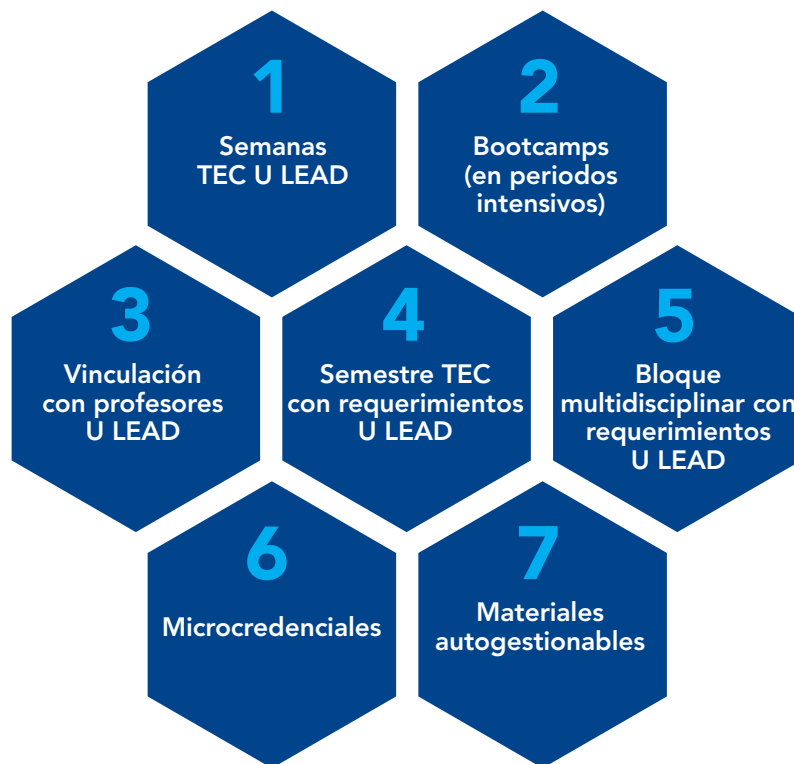 1
Semanas
TEC U LEAD
2
Bootcamps
(en periodos
intensivos)
3
Vinculación
con profesores
U LEAD
4
Semestre TEC
con requerimientos
U LEAD
5
Bloque
multidisciplinar con
requerimientos
U LEAD
6
Microcredenciales
7
Materiales
autogestionables